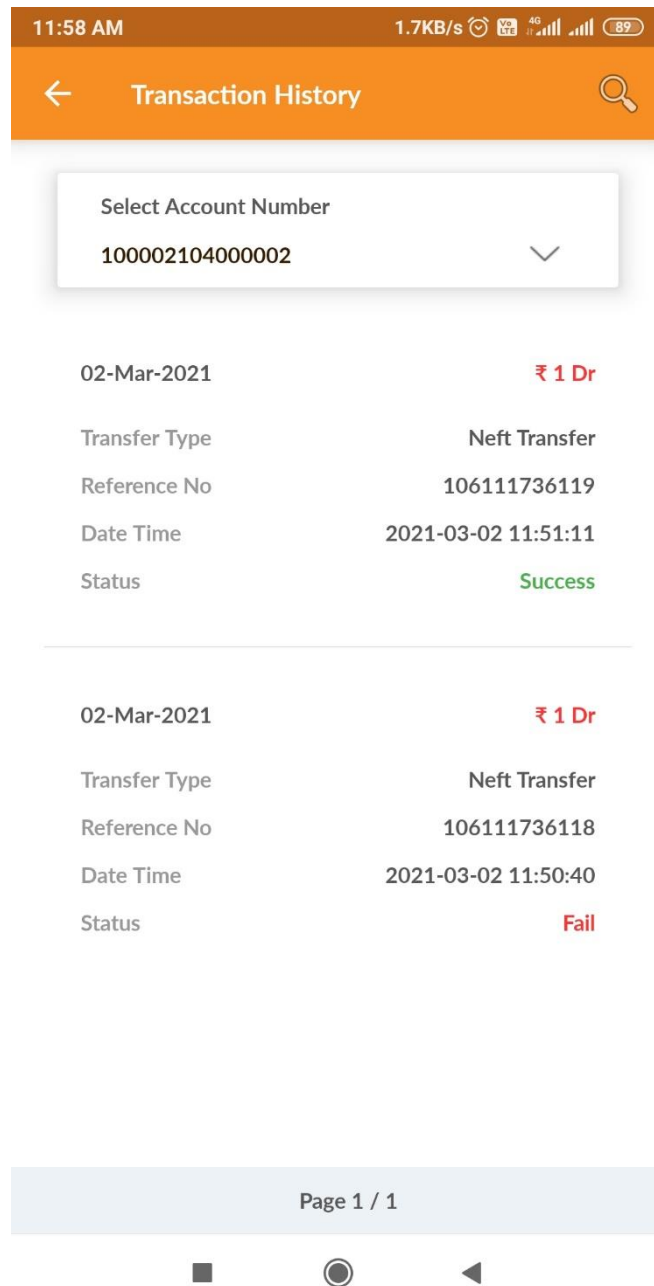 11:58 AM 1.7KB/s Vo LTE 4G 89
Transaction History
Select Account Number
100002104000002
02-Mar-2021 ₹ 1 Dr
Transfer Type Neft Transfer
Reference No 106111736119
Date Time 2021-03-02 11:51:11
Status Success
02-Mar-2021 ₹ 1 Dr
Transfer Type Neft Transfer
Reference No 106111736118
Date Time 2021-03-02 11:50:40
Status Fail
Page 1 / 1